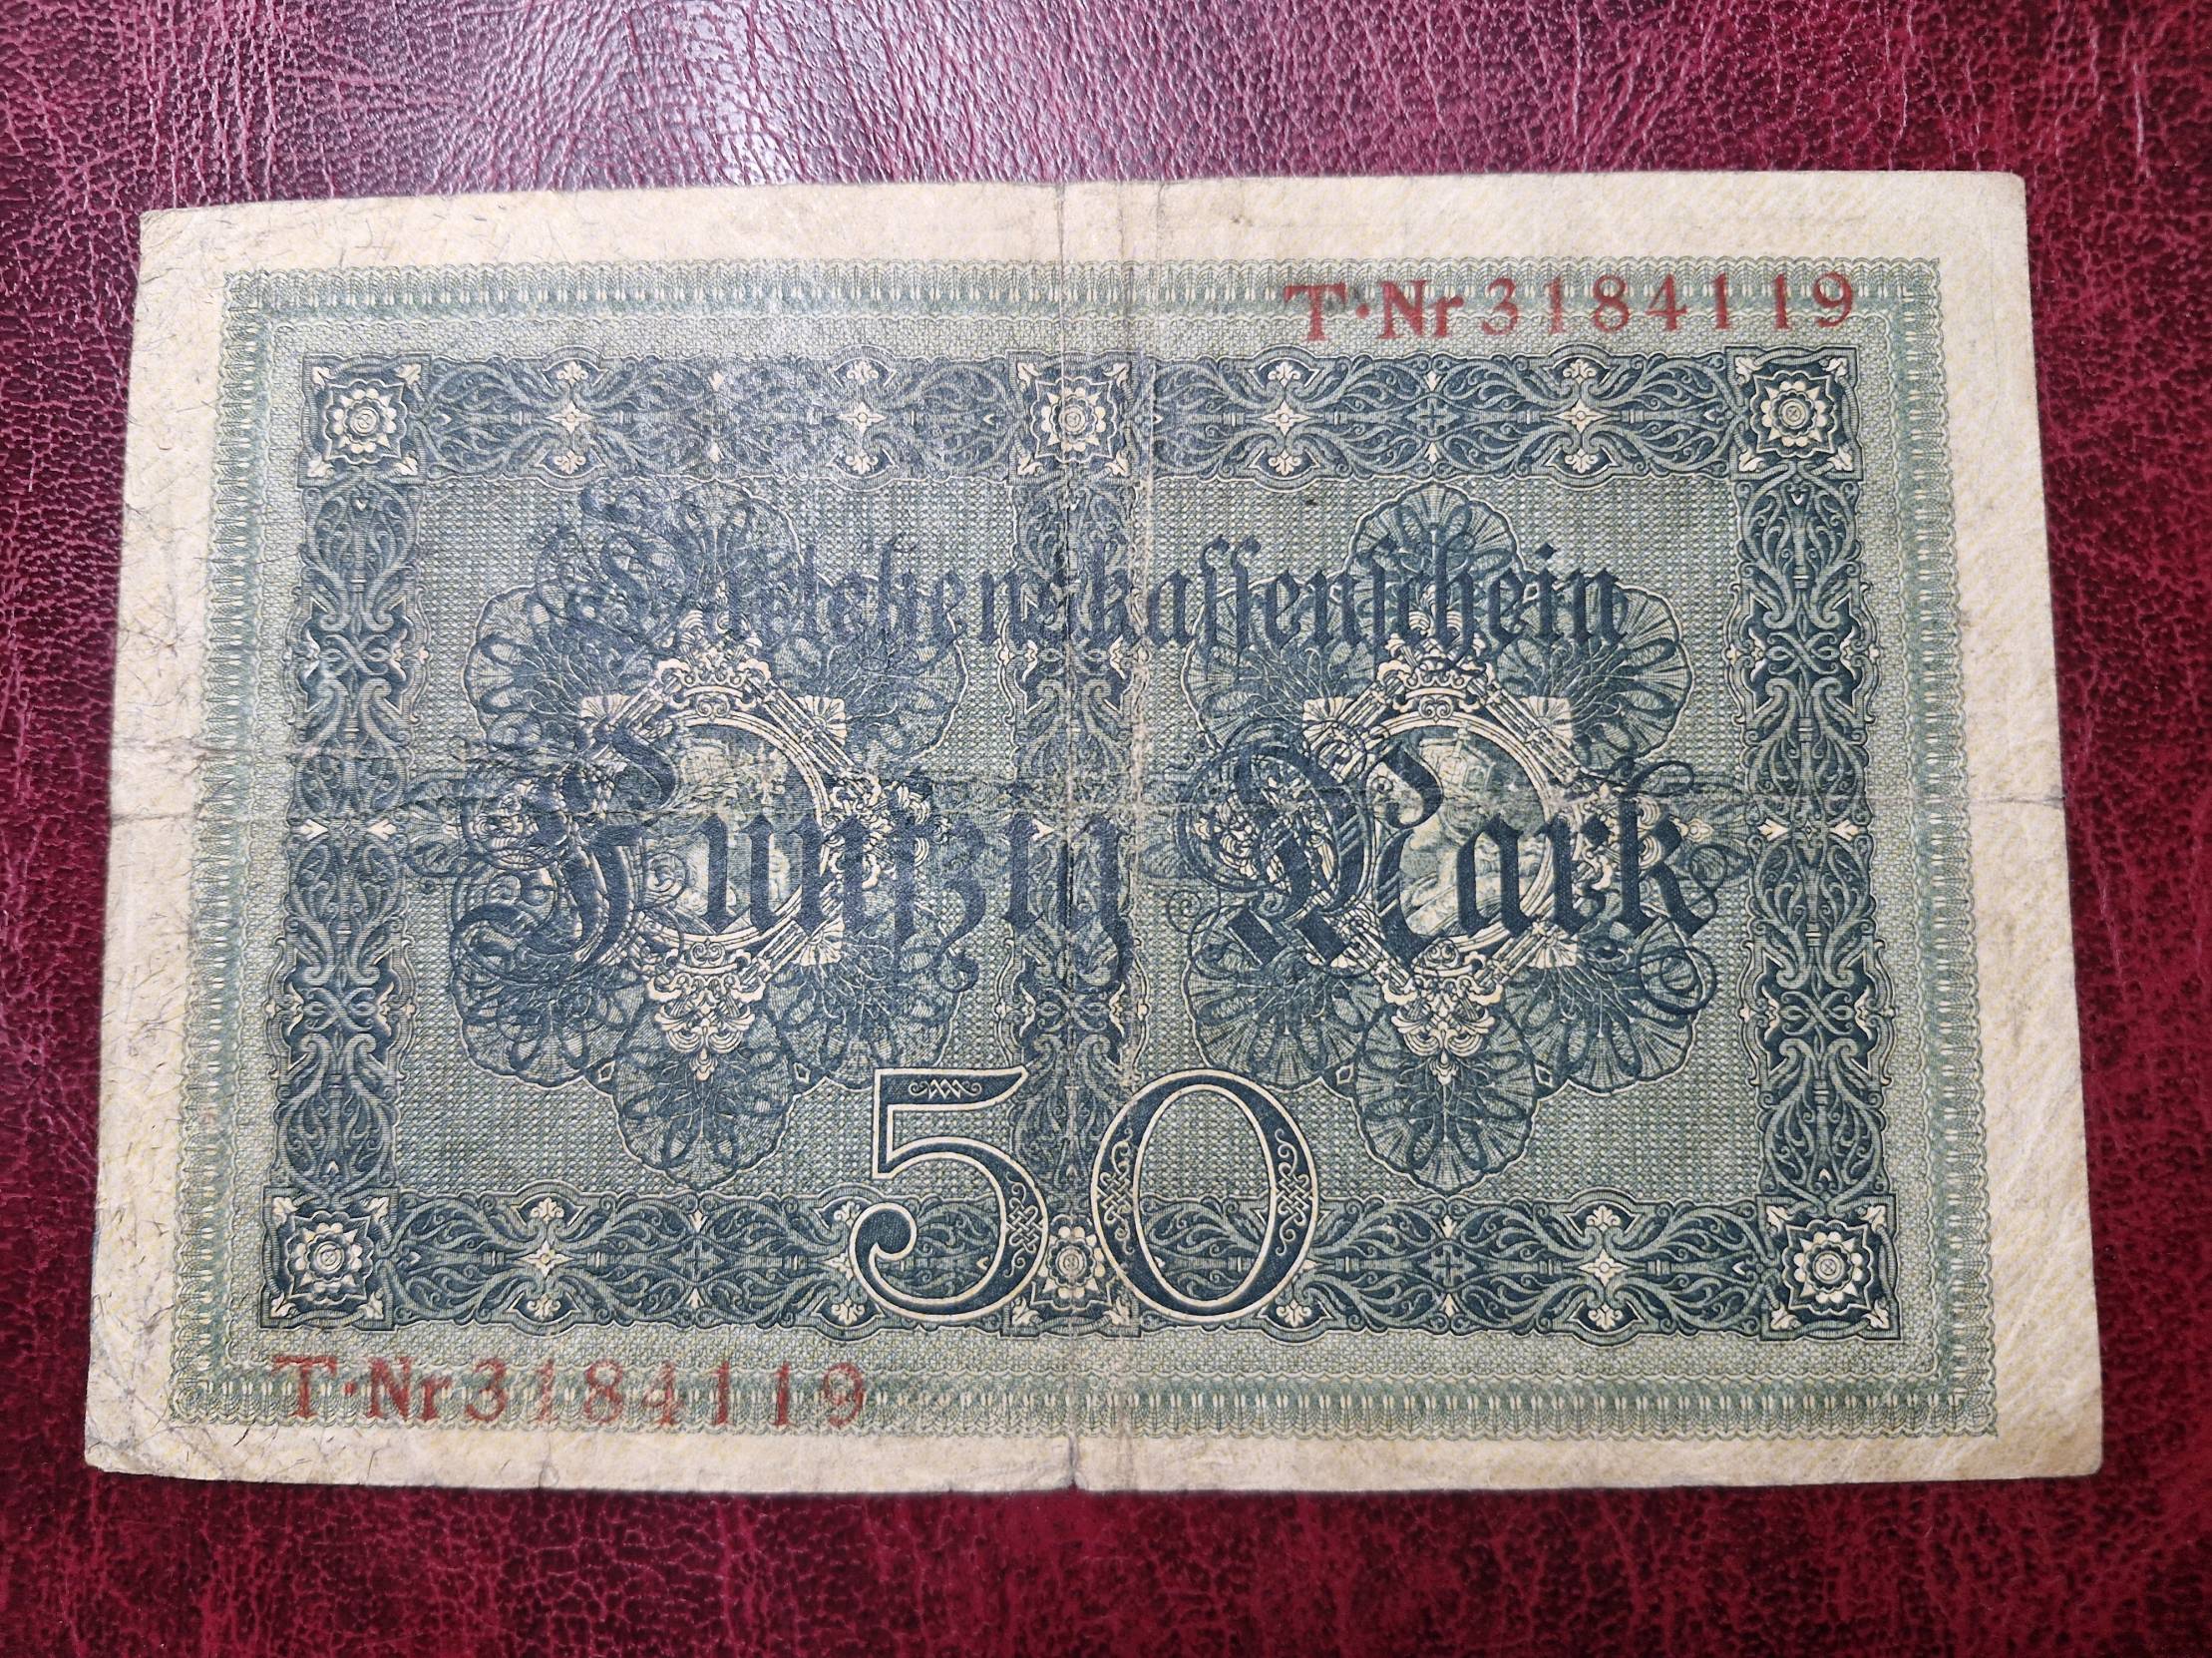 T·Nr 3184119
Darlehenskassenschein
Fünfzig Mark
50
T·Nr 3184119